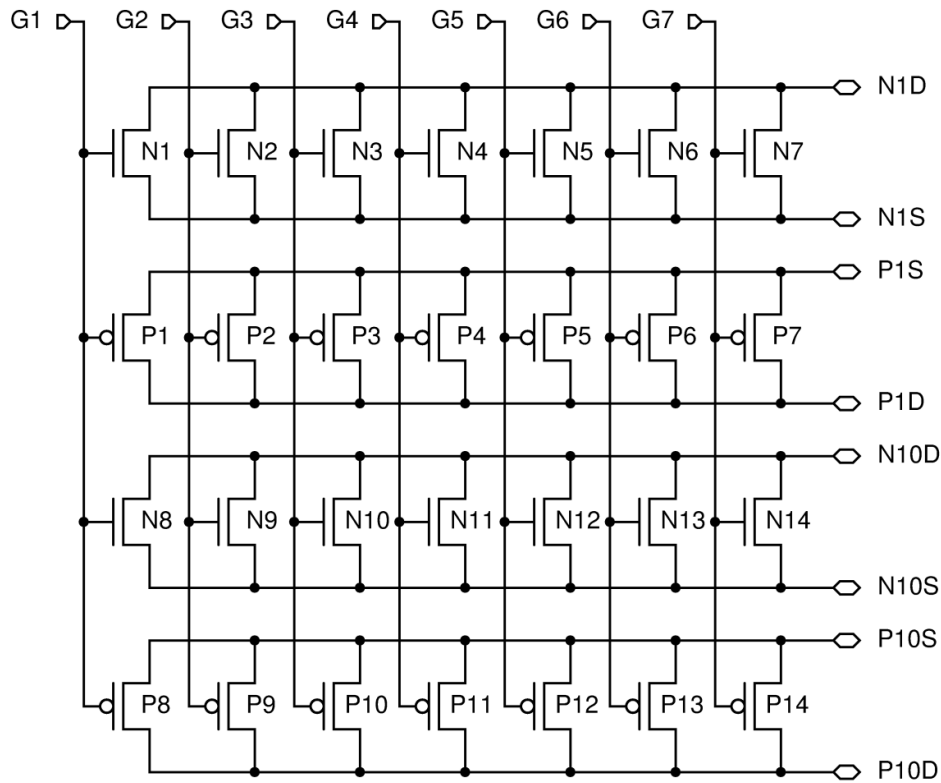 G1 G2 G3 G4 G5 G6 G7
N1D
N1 N2 N3 N4 N5 N6 N7
N1S
P1S
P1 P2 P3 P4 P5 P6 P7
P1D
N10D
N8 N9 N10 N11 N12 N13 N14
N10S
P10S
P8 P9 P10 P11 P12 P13 P14
P10D